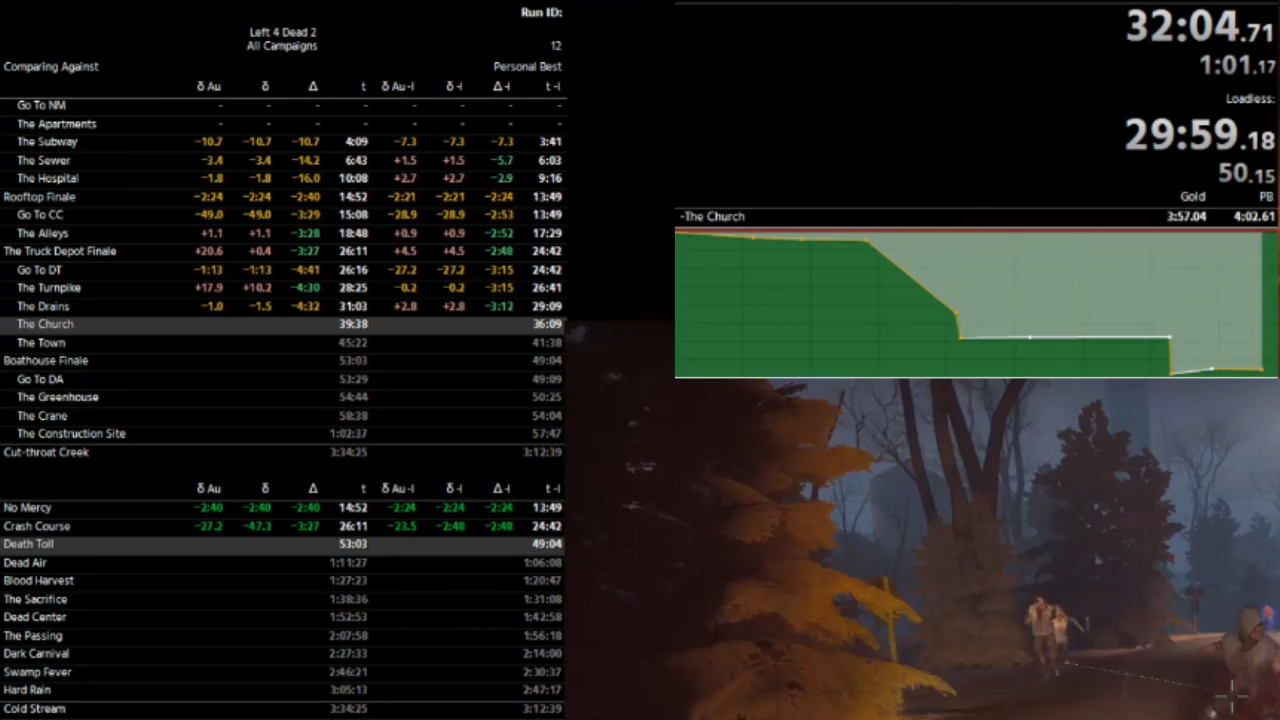 Run ID:
Left 4 Dead 2
All Campaigns 12
Comparing Against Personal Best
δ Au δ Δ t δ Au-l δ -l Δ -l t -l
Go To NM - - - - - - - -
The Apartments - - - - - - - -
The Subway −10.7 −10.7 −10.7 4:09 −7.3 −7.3 −7.3 3:41
The Sewer −3.4 −3.4 −14.2 6:43 +1.5 +1.5 −5.7 6:03
The Hospital −1.8 −1.8 −16.0 10:08 +2.7 +2.7 −2.9 9:16
Rooftop Finale −2:24 −2:24 −2:40 14:52 −2:21 −2:21 −2:24 13:49
Go To CC −49.0 −49.0 −3:29 15:08 −28.9 −28.9 −2:53 13:49
The Alleys +1.1 +1.1 −3:28 18:48 +0.9 +0.9 −2:52 17:29
The Truck Depot Finale +20.6 +0.4 −3:27 26:11 +4.5 +4.5 −2:48 24:42
Go To DT −1:13 −1:13 −4:41 26:16 −27.2 −27.2 −3:15 24:42
The Turnpike +17.9 +10.2 −4:30 28:25 −0.2 −0.2 −3:15 26:41
The Drains −1.0 −1.5 −4:32 31:03 +2.8 +2.8 −3:12 29:09
The Church 39:38 36:09
The Town 45:22 41:38
Boathouse Finale 53:03 49:04
Go To DA 53:29 49:09
The Greenhouse 54:44 50:25
The Crane 58:38 54:04
The Construction Site 1:02:37 57:47
Cut-throat Creek 3:34:25 3:12:39
δ Au δ Δ t δ Au-l δ -l Δ -l t -l
No Mercy −2:40 −2:40 −2:40 14:52 −2:24 −2:24 −2:24 13:49
Crash Course −27.2 −47.3 −3:27 26:11 −23.5 −2:48 −2:48 24:42
Death Toll 53:03 49:04
Dead Air 1:11:27 1:06:08
Blood Harvest 1:27:23 1:20:47
The Sacrifice 1:38:36 1:31:08
Dead Center 1:52:53 1:42:58
The Passing 2:07:58 1:56:18
Dark Carnival 2:27:33 2:14:00
Swamp Fever 2:46:21 2:30:37
Hard Rain 3:05:13 2:47:17
Cold Stream 3:34:25 3:12:39
32:04.71
1:01.17
Loadless:
29:59.18
50.15
Gold PB
-The Church 3:57.04 4:02.61